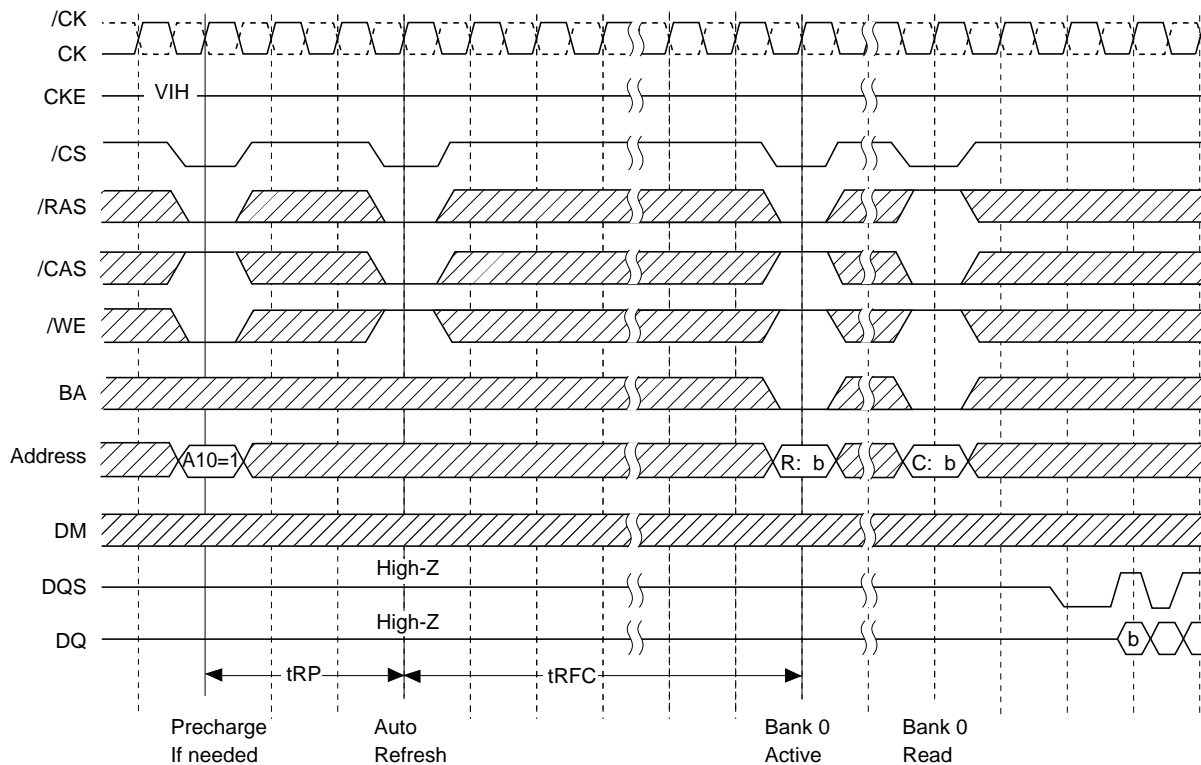 /CK
CK
CKE
VIH
/CS
/RAS
/CAS
/WE
BA
Address
A10=1
R: b
C: b
DM
High-Z
DQS
High-Z
DQ
b
tRP
tRFC
Precharge
If needed
Auto
Refresh
Bank 0
Active
Bank 0
Read